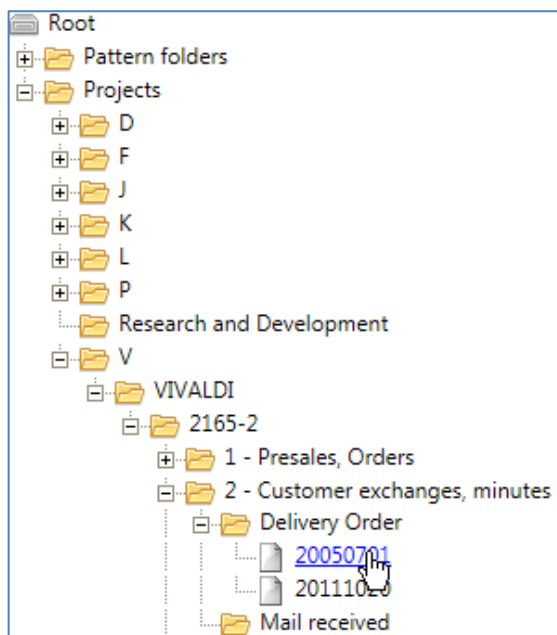 Root
Pattern folders
Projects
D
F
J
K
L
P
Research and Development
V
VIVALDI
2165-2
1 - Presales, Orders
2 - Customer exchanges, minutes
Delivery Order
20050701
Mail received